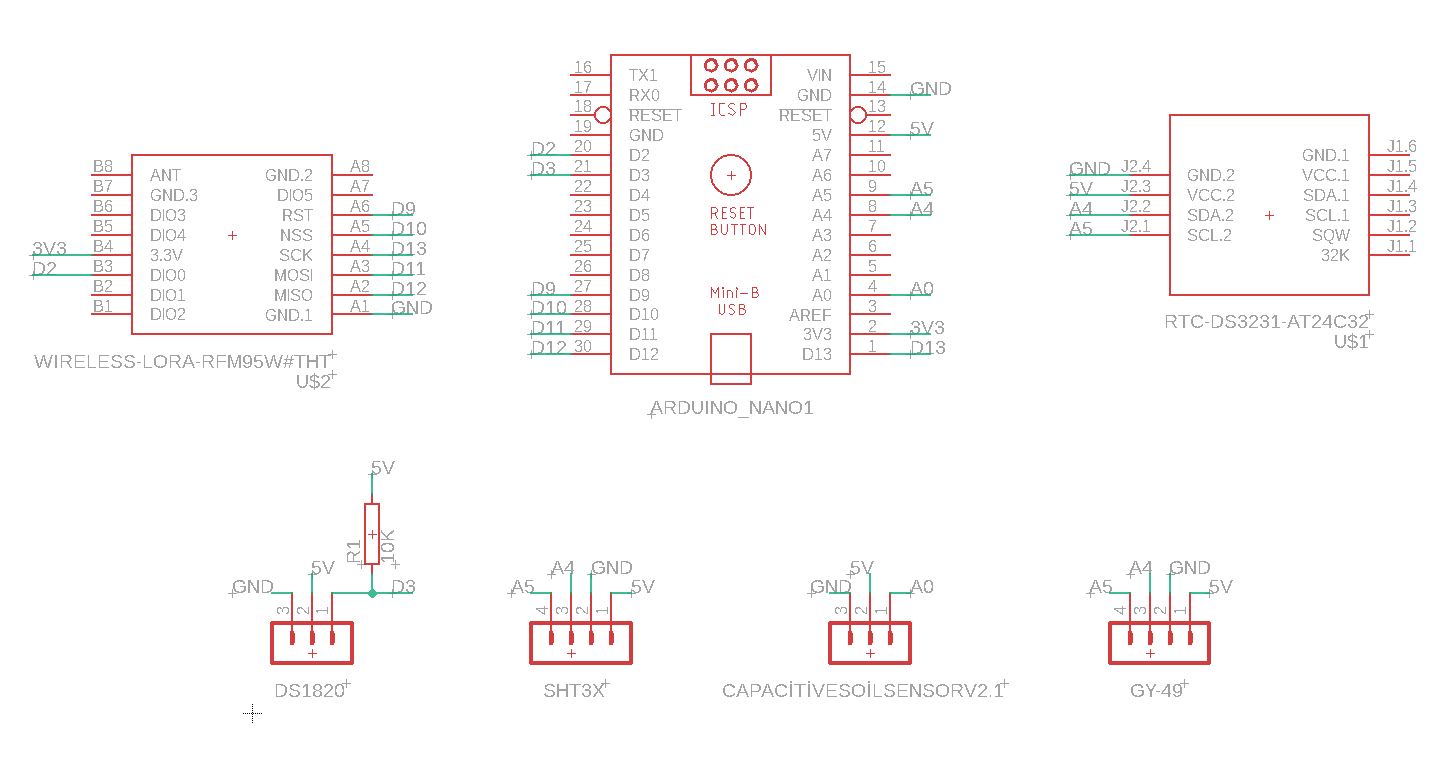 B8 ANT GND.2 A8
B7 GND.3 DIO5 A7
B6 DIO3 RST A6 D9
B5 DIO4 NSS A5 D10
3V3 B4 3.3V SCK A4 D13
D2 B3 DIO0 MOSI A3 D11
B2 DIO1 MISO A2 D12
B1 DIO2 GND.1 A1 GND
WIRELESS-LORA-RFM95W#THT
U$2
16 TX1 VIN 15
17 RX0 GND 14 GND
ICSP
18 RESET RESET 13
19 GND 5V 12 5V
D2 20 D2 A7 11
D3 21 D3 A6 10
22 D4 A5 9 A5
23 D5 A4 8 A4
RESET
BUTTON
24 D6 A3 7
25 D7 A2 6
26 D8 A1 5
Mini-B
USB
D9 27 D9 A0 4 A0
D10 28 D10 AREF 3
D11 29 D11 3V3 2 3V3
D12 30 D12 D13 1 D13
ARDUINO_NANO1
GND.1 J1.6
GND J2.4 GND.2 VCC.1 J1.5
5V J2.3 VCC.2 SDA.1 J1.4
A4 J2.2 SDA.2 SCL.1 J1.3
A5 J2.1 SCL.2 SQW J1.2
32K J1.1
RTC-DS3231-AT24C32
U$1
5V
R1
10K
GND 5V D3
3 2 1
DS1820
A5 A4 GND 5V
4 3 2 1
SHT3X
GND 5V A0
3 2 1
CAPACİTİVESOİLSENSORV2.1
A5 A4 GND 5V
4 3 2 1
GY-49